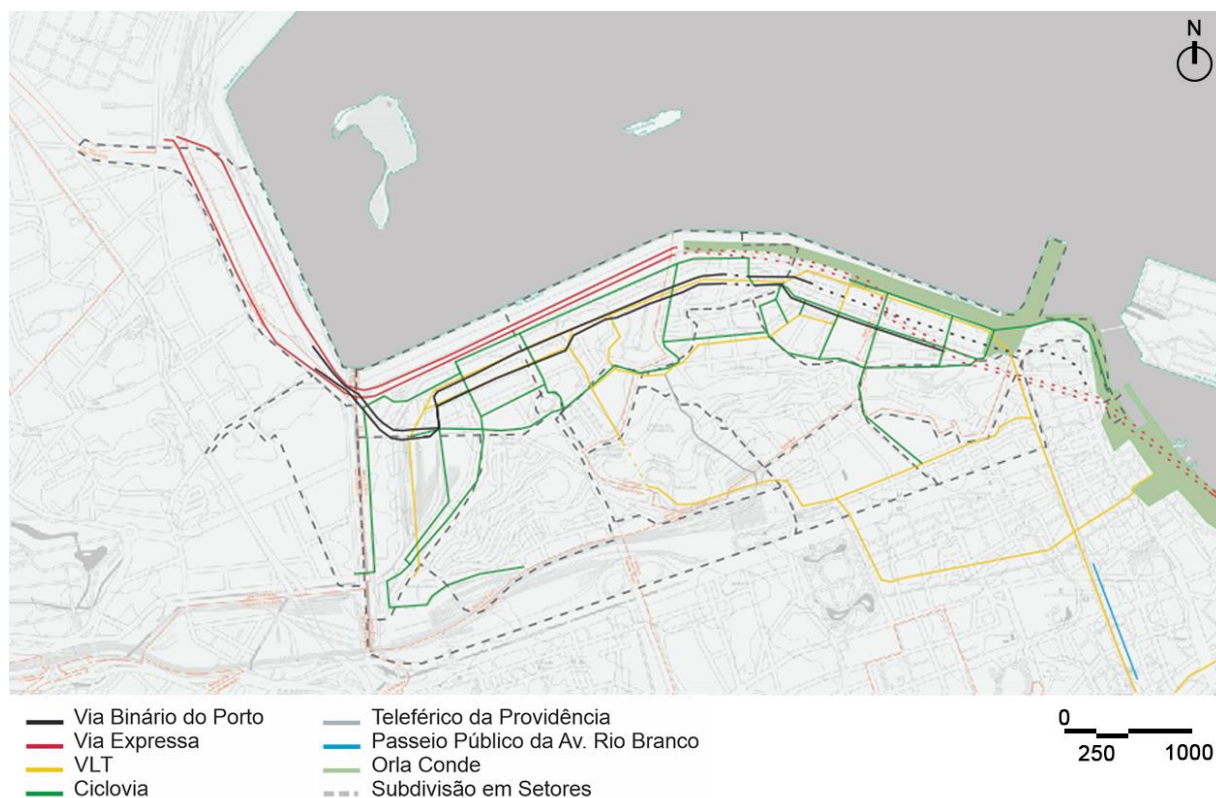 N
Via Binário do Porto
Via Expressa
VLT
Ciclovia
Teleférico da Providência
Passeio Público da Av. Rio Branco
Orla Conde
Subdivisão em Setores
0
250
1000